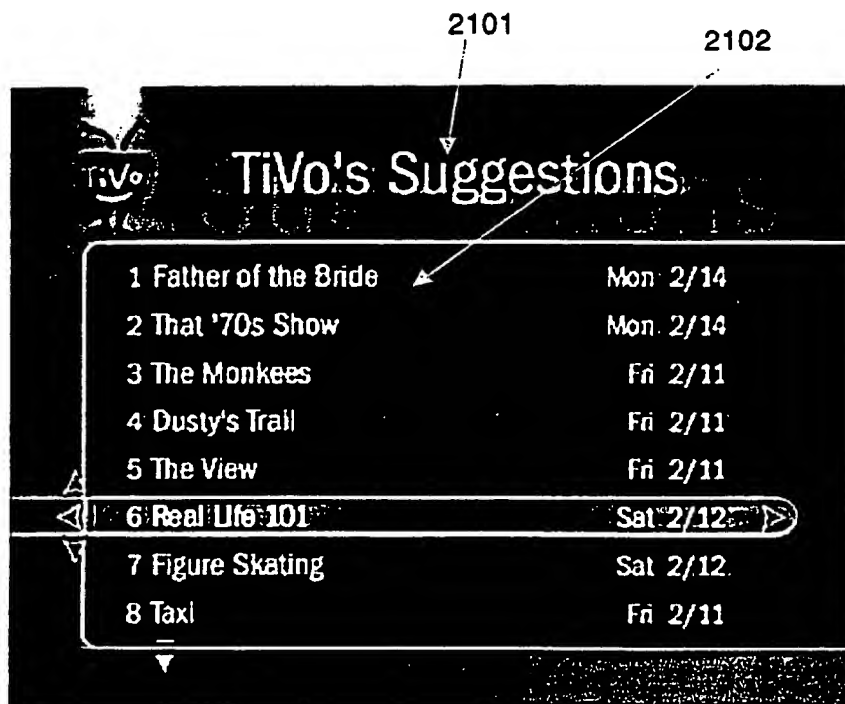 2101
2102
TiVo
TiVo's Suggestions
1 Father of the Bride Mon 2/14
2 That '70s Show Mon 2/14
3 The Monkees Fri 2/11
4 Dusty's Trail Fri 2/11
5 The View Fri 2/11
6 Real Life 101 Sat 2/12
7 Figure Skating Sat 2/12
8 Taxi Fri 2/11